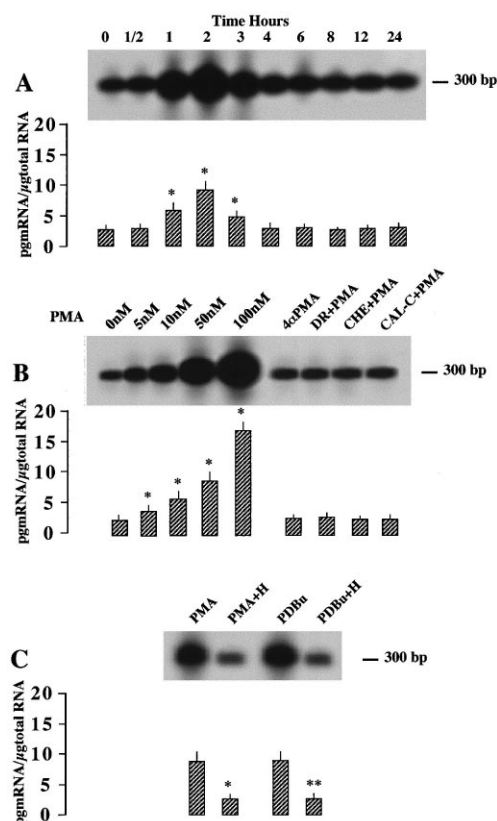 Time Hours
0 1/2 1 2 3 4 6 8 12 24
A
300 bp
pgmRNA/μgtotal RNA
20
15
10
5
0
* * *
PMA
0nM 5nM 10nM 50nM 100nM 4αPMA DR+PMA CHE+PMA CAL-C+PMA
B
300 bp
pgmRNA/μgtotal RNA
20
15
10
5
0
* * * *
PMA PMA+H PDBu PDBu+H
C
300 bp
pgmRNA/μgtotal RNA
20
15
10
5
0
* **